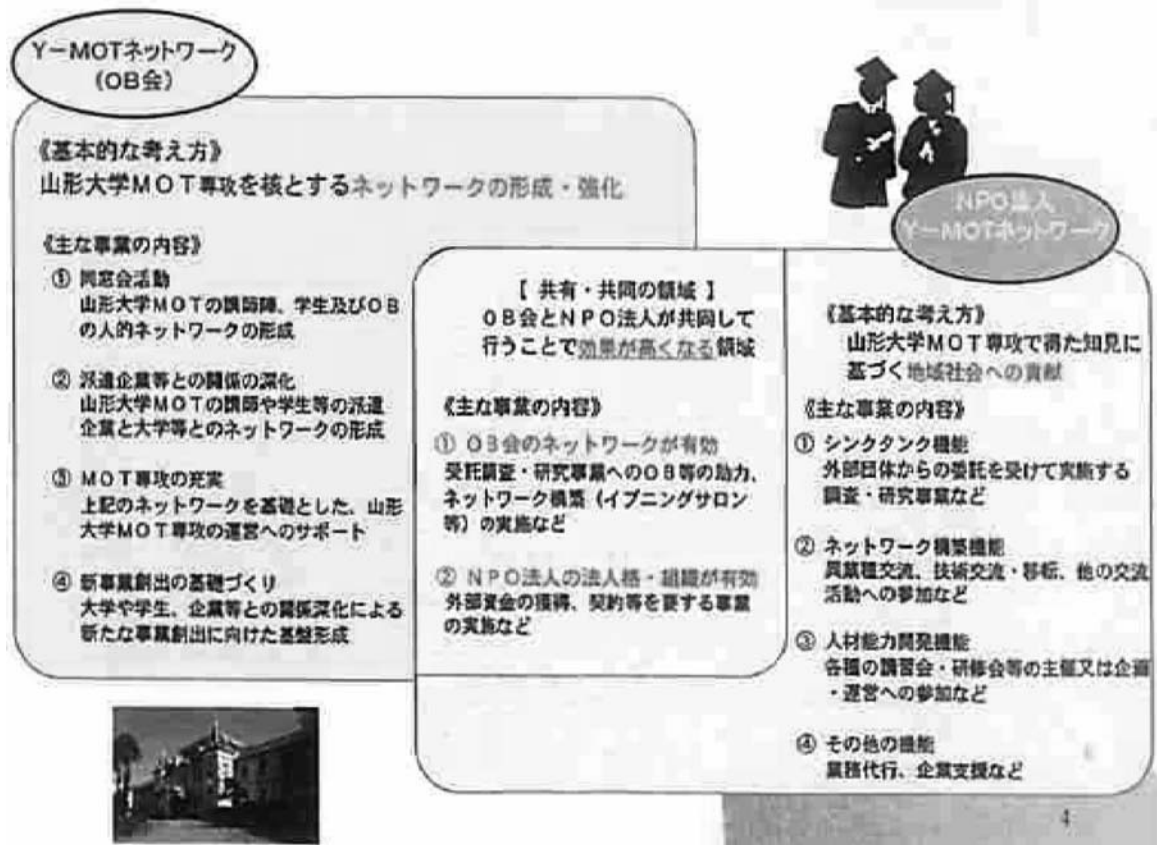 Y－MOTネットワーク
（OB会）
《基本的な考え方》
山形大学MOT専攻を核とするネットワークの形成・強化
《主な事業の内容》
① 同窓会活動
山形大学MOTの講師陣、学生及びOB
の人的ネットワークの形成
② 派遣企業等との関係の深化
山形大学MOTの講師や学生等の派遣
企業と大学等とのネットワークの形成
③ MOT専攻の充実
上記のネットワークを基礎とした、山形
大学MOT専攻の運営へのサポート
④ 新事業創出の基礎づくり
大学や学生、企業等との関係深化による
新たな事業創出に向けた基盤形成
【 共有・共同の領域 】
OB会とNPO法人が共同して
行うことで効果が高くなる領域
《主な事業の内容》
① OB会のネットワークが有効
受託調査・研究事業へのOB等の助力、
ネットワーク構築（イブニングサロン
等）の実施など
② NPO法人の法人格・組織が有効
外部資金の獲得、契約等を要する事業
の実施など
NPO法人
Y－MOTネットワーク
《基本的な考え方》
山形大学MOT専攻で得た知見に
基づく地域社会への貢献
《主な事業の内容》
① シンクタンク機能
外部団体からの委託を受けて実施する
調査・研究事業など
② ネットワーク構築機能
異業種交流、技術交流・移転、他の交流
活動への参加など
③ 人材能力開発機能
各種の講習会・研修会等の主催又は企画
・運営への参加など
④ その他の機能
業務代行、企業支援など
4